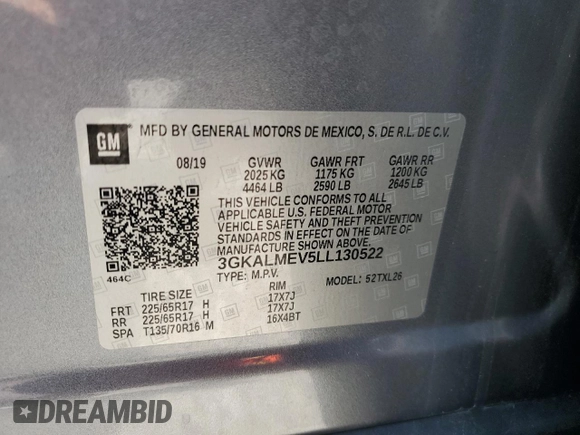 GM
MFD BY GENERAL MOTORS DE MEXICO, S. DE R.L. DE C.V.
08/19 GVWR GAWR FRT GAWR RR
2025 KG 1175 KG 1200 KG
4464 LB 2590 LB 2645 LB
THIS VEHICLE CONFORMS TO ALL
APPLICABLE U.S. FEDERAL MOTOR
VEHICLE SAFETY AND THEFT PREVENTION
STANDARDS IN EFFECT ON THE DATE OF
MANUFACTURE SHOWN ABOVE.
464C 3GKALMEV5LL130522
TYPE: M.P.V. MODEL: 52TXL26
TIRE SIZE RIM
FRT 225/65R17 H 17X7J
RR 225/65R17 H 17X7J
SPA T135/70R16 M 16X4BT
DREAMBID